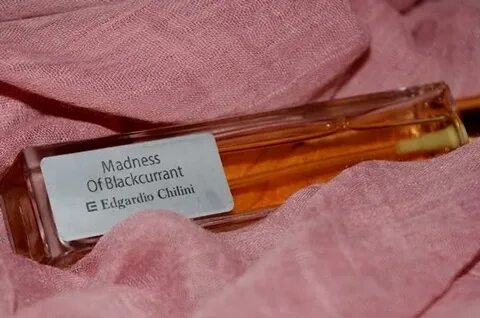 Madness
Of Blackcurrant
E Edgardio Chilini